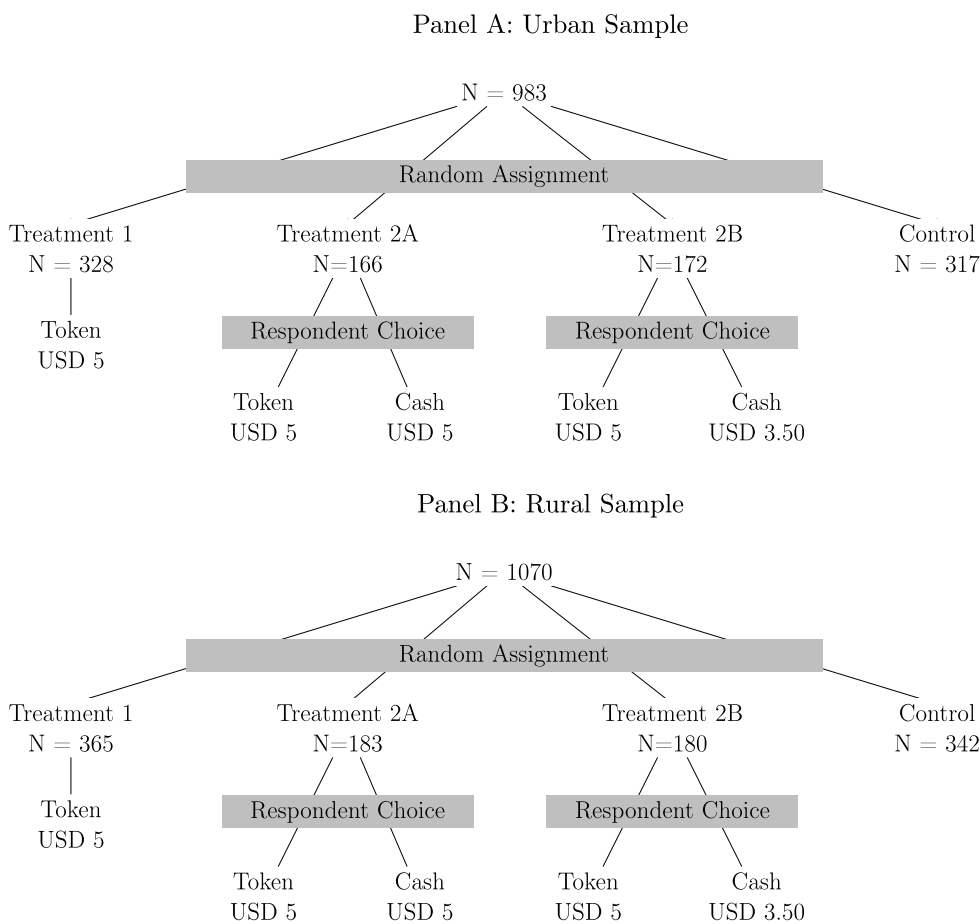 Panel A: Urban Sample
N = 983
Random Assignment
Treatment 1
N = 328
Treatment 2A
N=166
Treatment 2B
N=172
Control
N = 317
Token
USD 5
Respondent Choice
Respondent Choice
Token
USD 5
Cash
USD 5
Token
USD 5
Cash
USD 3.50
Panel B: Rural Sample
N = 1070
Random Assignment
Treatment 1
N = 365
Treatment 2A
N=183
Treatment 2B
N=180
Control
N = 342
Token
USD 5
Respondent Choice
Respondent Choice
Token
USD 5
Cash
USD 5
Token
USD 5
Cash
USD 3.50